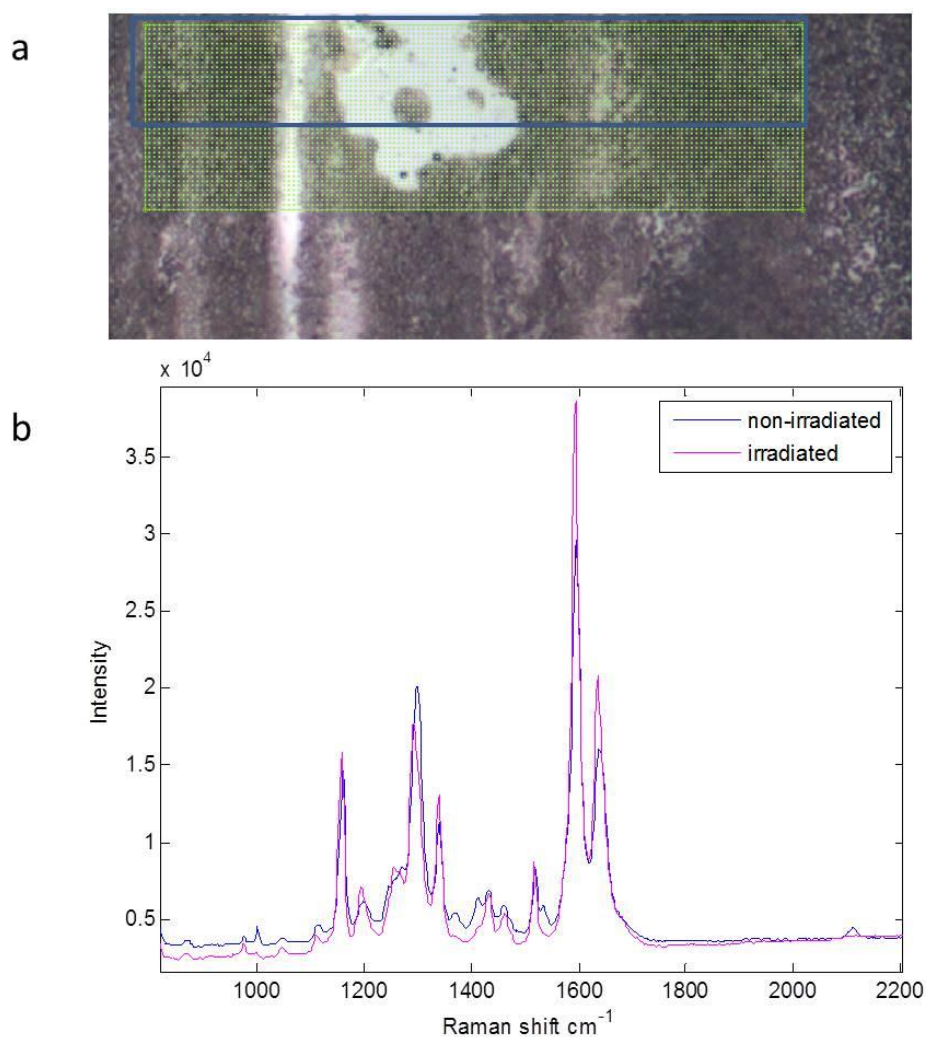 a
b
x 10^4
3.5
3
2.5
2
1.5
1
0.5
Intensity
non-irradiated
irradiated
1000 1200 1400 1600 1800 2000 2200
Raman shift cm^-1